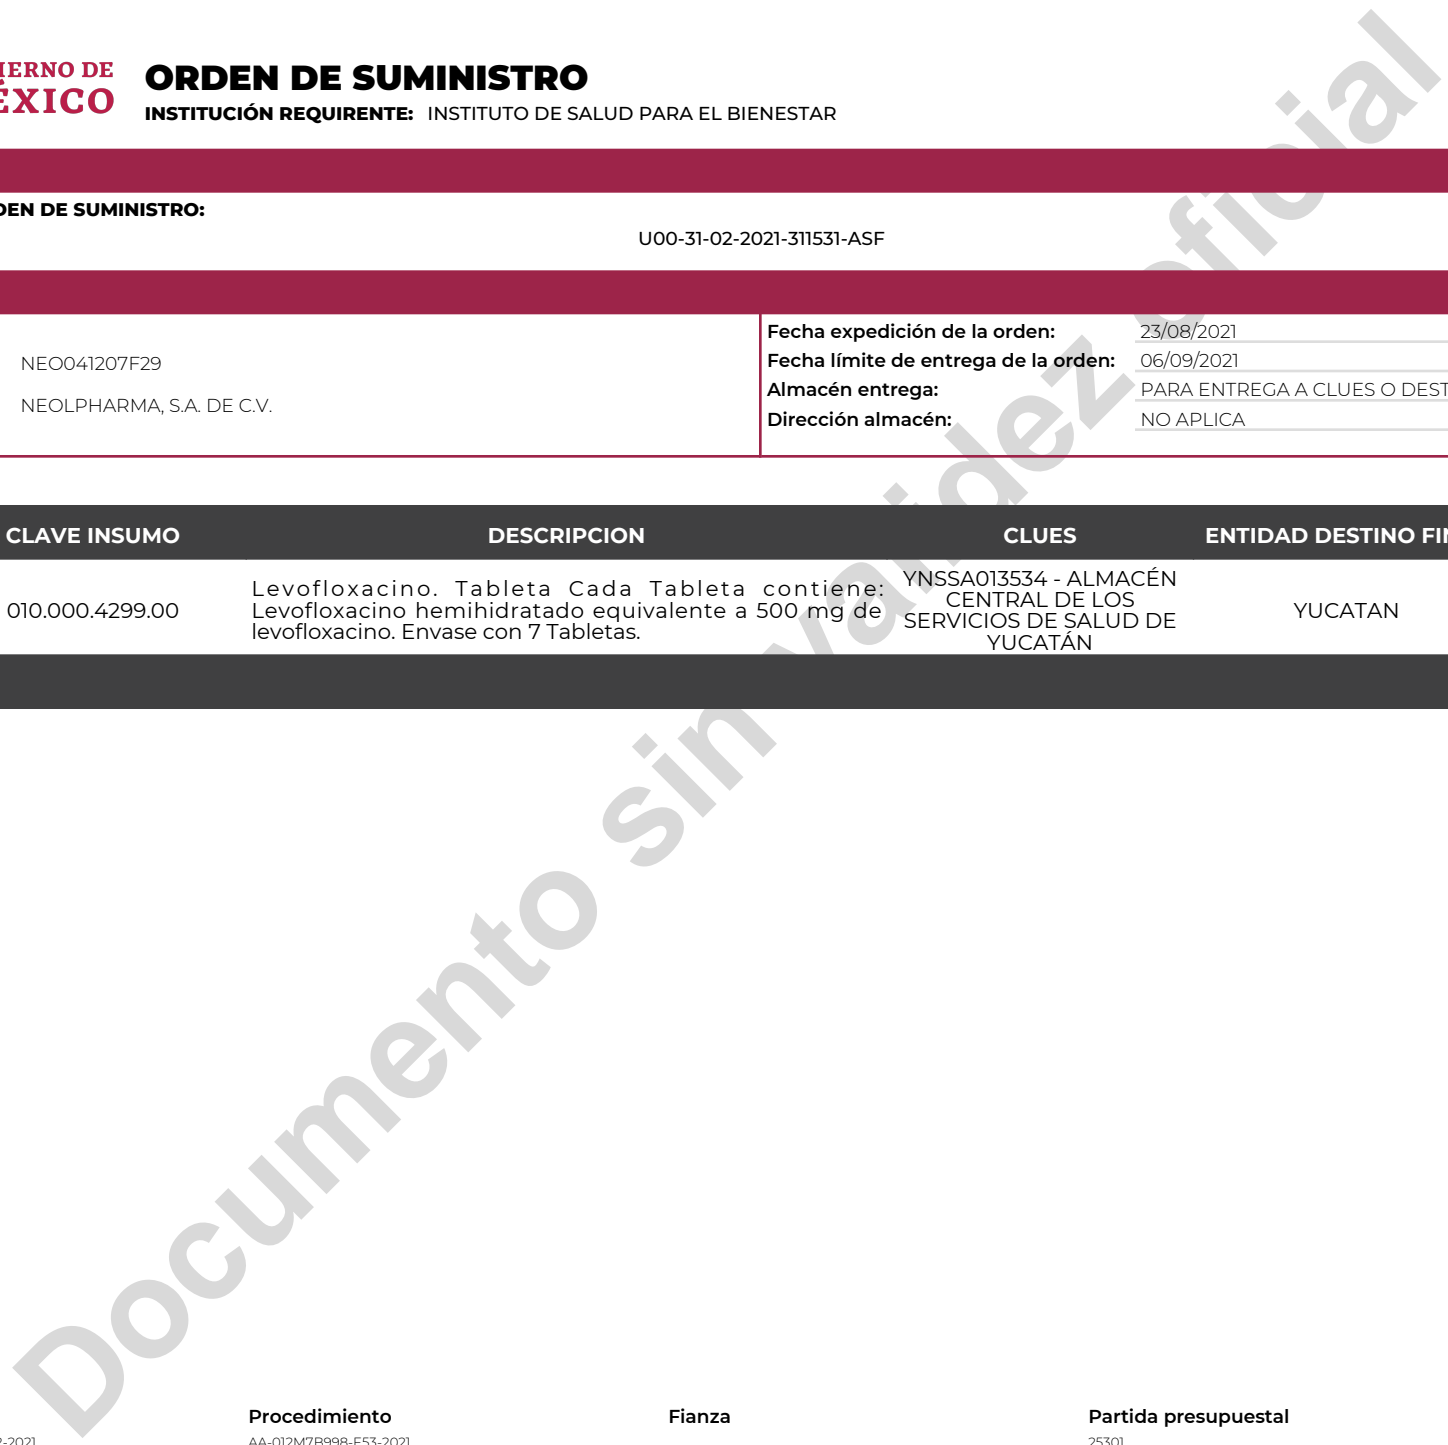 ORDEN DE SUMINISTRO
INSTITUCIÓN REQUIRENTE: INSTITUTO DE SALUD PARA EL BIENESTAR
DE
MÉXICO
DE SUMINISTRO:
U00-31-02-2021-311531-ASF
NEO041207F29
NEOLPHARMA, S.A. DE C.V.
Fecha expedición de la orden: 23/08/2021
Fecha límite de entrega de la orden: 06/09/2021
Almacén entrega: PARA ENTREGA A CLUES O DEST
Dirección almacén: NO APLICA
CLAVE INSUMO DESCRIPCION CLUES ENTIDAD DESTINO FIN
010.000.4299.00
Levofloxacino. Tableta Cada Tableta contiene:
Levofloxacino hemihidratado equivalente a 500 mg de
levofloxacino. Envase con 7 Tabletas.
YNSSA013534 - ALMACÉN
CENTRAL DE LOS
SERVICIOS DE SALUD DE
YUCATÁN
YUCATAN
Documento sin validez oficial
Procedimiento Fianza Partida presupuestal
-2021 AA-012M7B998-E53-2021 25301